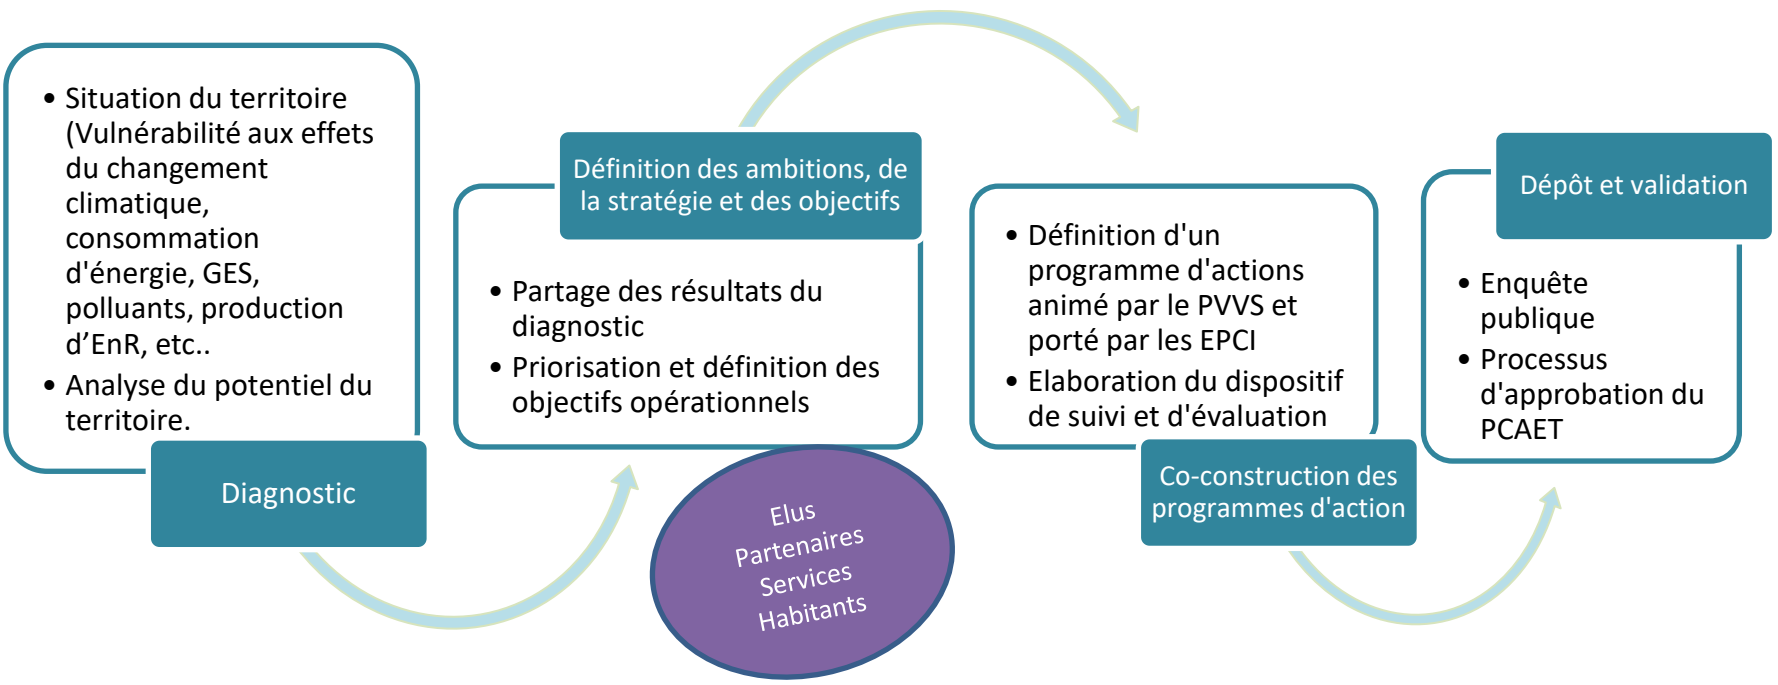 • Situation du territoire
(Vulnérabilité aux effets
du changement
climatique,
consommation
d'énergie, GES,
polluants, production
d’EnR, etc..
• Analyse du potentiel du
territoire.
Diagnostic
Définition des ambitions, de
la stratégie et des objectifs
• Partage des résultats du
diagnostic
• Priorisation et définition des
objectifs opérationnels
Elus
Partenaires
Services
Habitants
• Définition d'un
programme d'actions
animé par le PVVS et
porté par les EPCI
• Elaboration du dispositif
de suivi et d'évaluation
Co-construction des
programmes d'action
Dépôt et validation
• Enquête
publique
• Processus
d'approbation du
PCAET